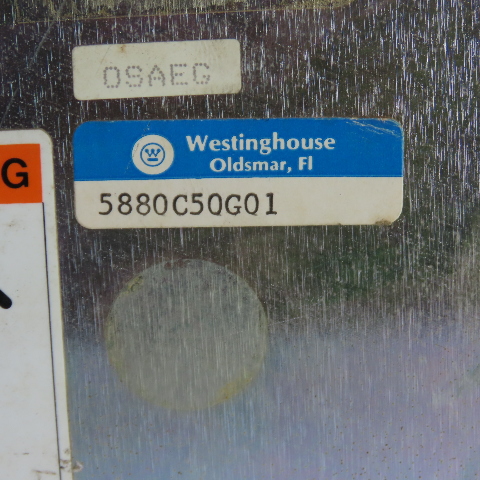 OSAEG
Westinghouse
Oldsmar, Fl
5880C50G01
G